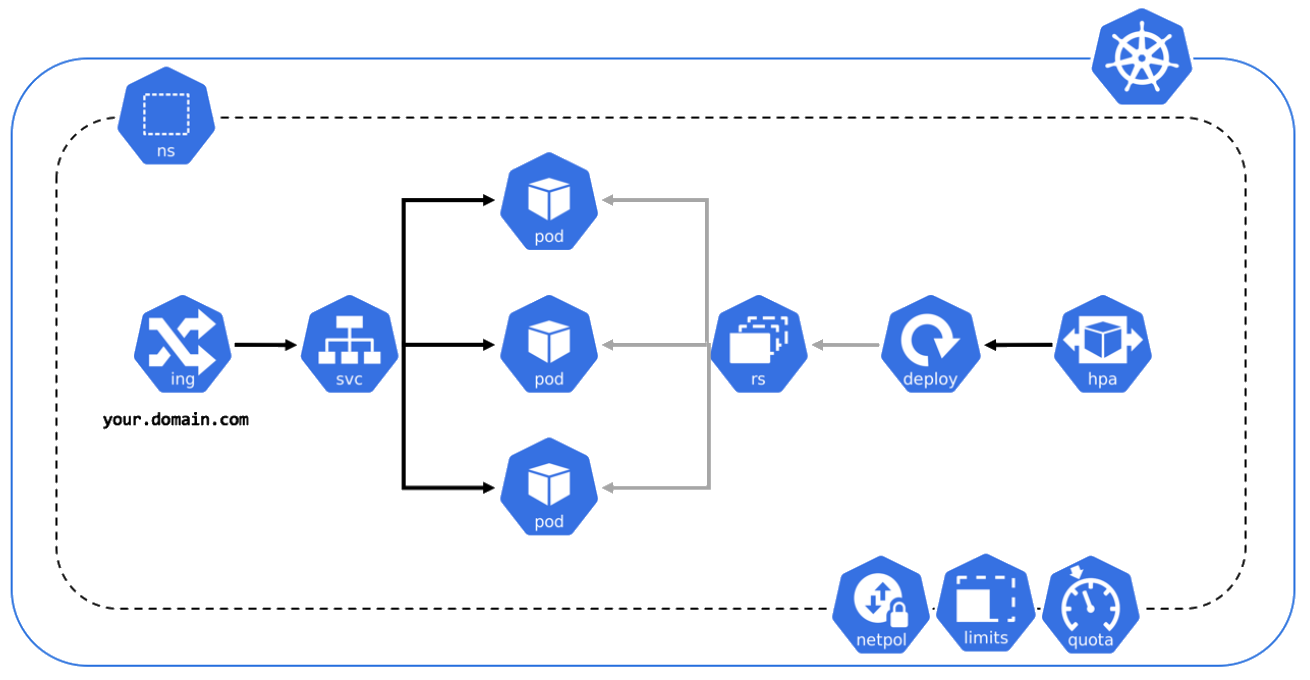 ns
pod
ing
svc
pod
rs
deploy
hpa
your.domain.com
pod
netpol
limits
quota